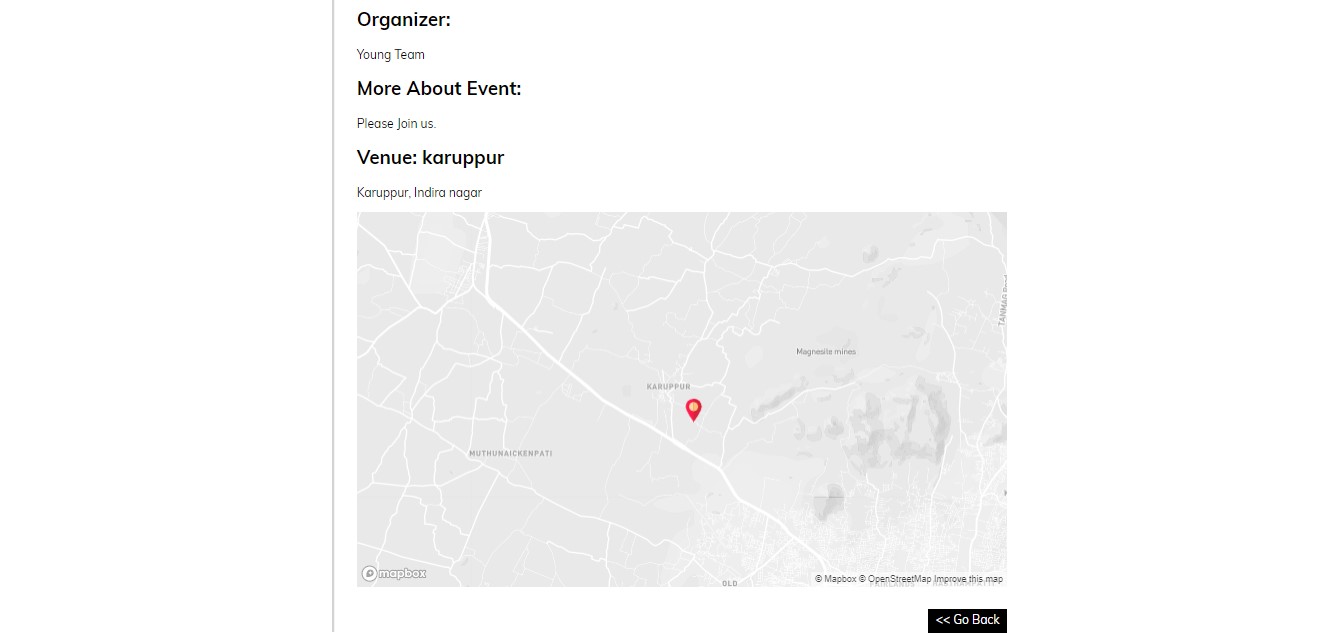 Organizer:
Young Team
More About Event:
Please Join us.
Venue: karuppur
Karuppur, Indira nagar
TANMAG Road
Magnesite mines
KARUPPUR
MUTHUNAICKENPATI
mapbox
© Mapbox © OpenStreetMap Improve this map
OLD
<< Go Back